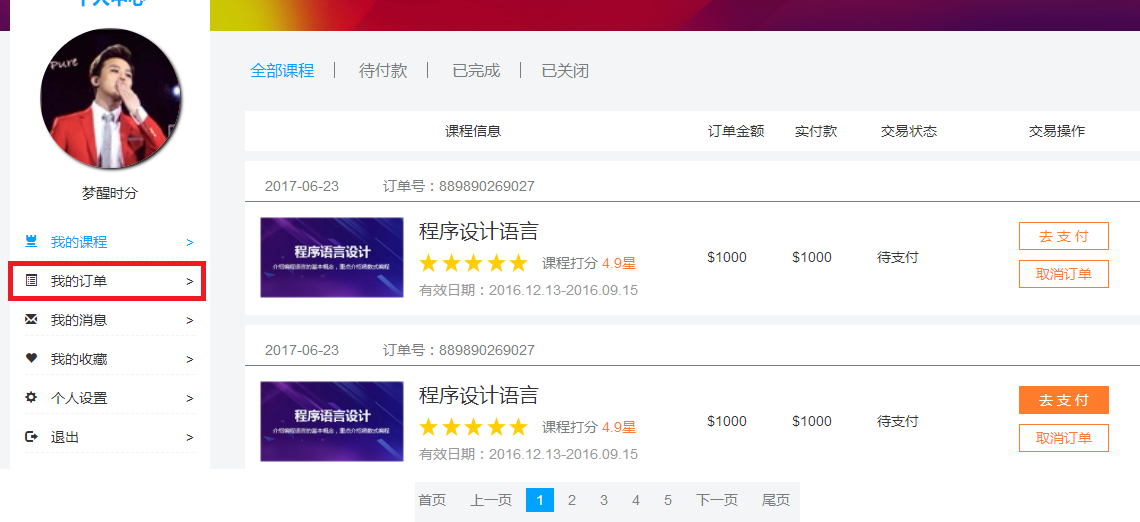 个人中心
Pure
梦醒时分
我的课程 >
我的订单 >
我的消息 >
我的收藏 >
个人设置 >
退出 >
全部课程 | 待付款 | 已完成 | 已关闭
课程信息 订单金额 实付款 交易状态 交易操作
2017-06-23 订单号：889890269027
程序语言设计
介绍编程语言的基本概念，重点介绍函数式编程
程序设计语言
课程打分 4.9星
有效日期：2016.12.13-2016.09.15
$1000 $1000 待支付
去 支 付
取消订单
2017-06-23 订单号：889890269027
程序语言设计
介绍编程语言的基本概念，重点介绍函数式编程
程序设计语言
课程打分 4.9星
有效日期：2016.12.13-2016.09.15
$1000 $1000 待支付
去 支 付
取消订单
首页 上一页 1 2 3 4 5 下一页 尾页